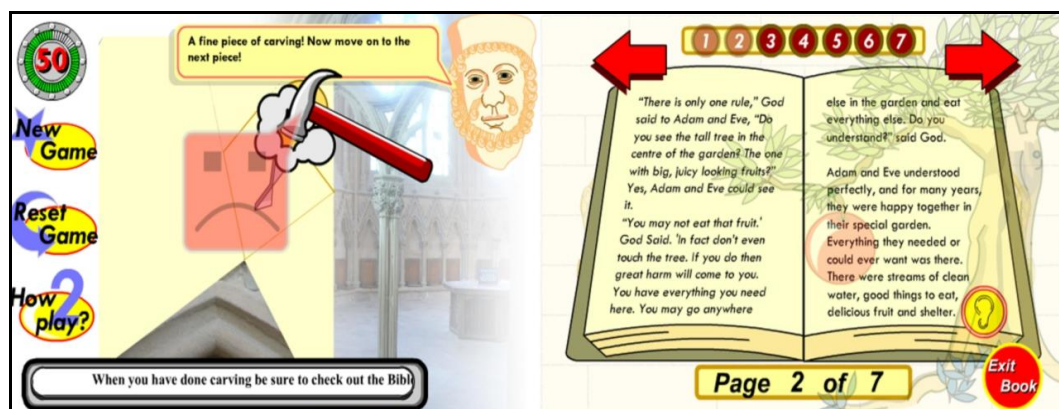 50
A fine piece of carving! Now move on to the
next piece!
New
Game
Reset
Game
How
play?
2
When you have done carving be sure to check out the Bibl
1 2 3 4 5 6 7
"There is only one rule," God
said to Adam and Eve, "Do
you see the tall tree in the
centre of the garden? The one
with big, juicy looking fruits?"
Yes, Adam and Eve could see
it.
"You may not eat that fruit.'
God Said. 'In fact don't even
touch the tree. If you do then
great harm will come to you.
You have everything you need
here. You may go anywhere
else in the garden and eat
everything else. Do you
understand?" said God.
Adam and Eve understood
perfectly, and for many years,
they were happy together in
their special garden.
Everything they needed or
could ever want was there.
There were streams of clean
water, good things to eat,
delicious fruit and shelter.
Page 2 of 7
Exit
Book